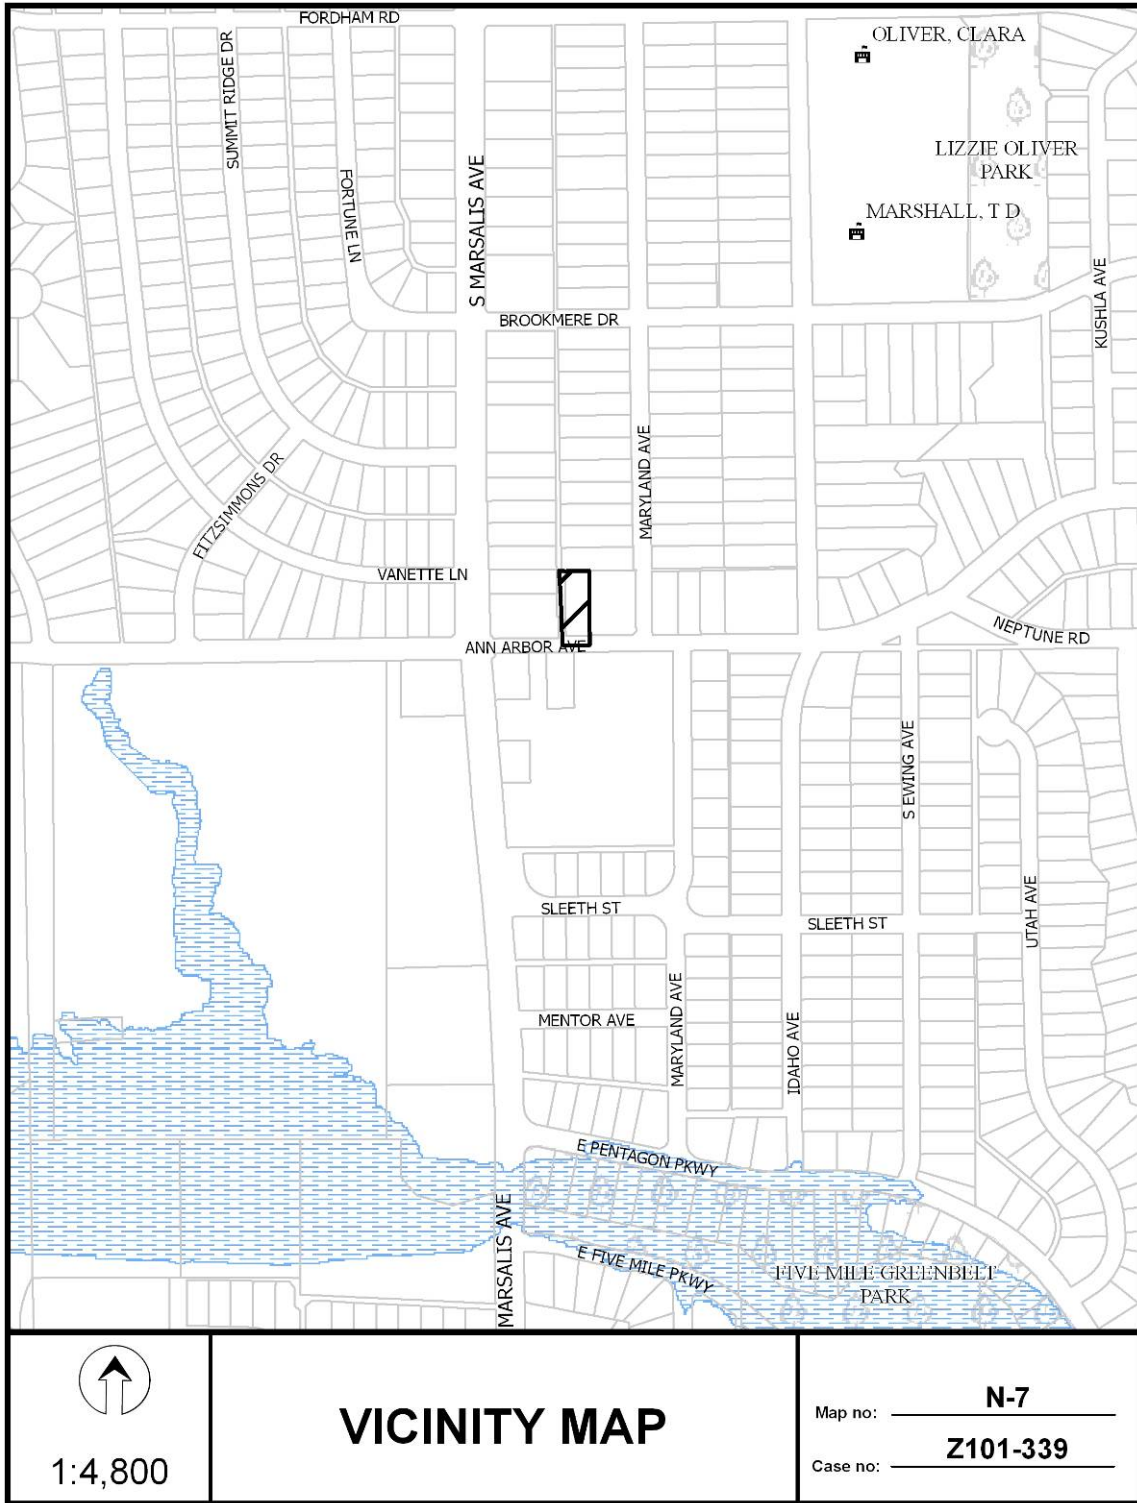 FORDHAM RD
OLIVER, CLARA
SUMMIT RIDGE DR
LIZZIE OLIVER
PARK
FORTUNE LN
S MARSALIS AVE
MARSHALL, T D
KUSHLA AVE
BROOKMERE DR
MARYLAND AVE
FITZSIMMONS DR
VANETTE LN
NEPTUNE RD
ANN ARBOR AVE
S EWING AVE
UTAH AVE
SLEETH ST
SLEETH ST
MARYLAND AVE
MENTOR AVE
IDAHO AVE
E PENTAGON PKWY
MARSALIS AVE
E FIVE MILE PKWY
FIVE MILE GREENBELT
PARK
1:4,800
VICINITY MAP
Map no: N-7
Case no: Z101-339